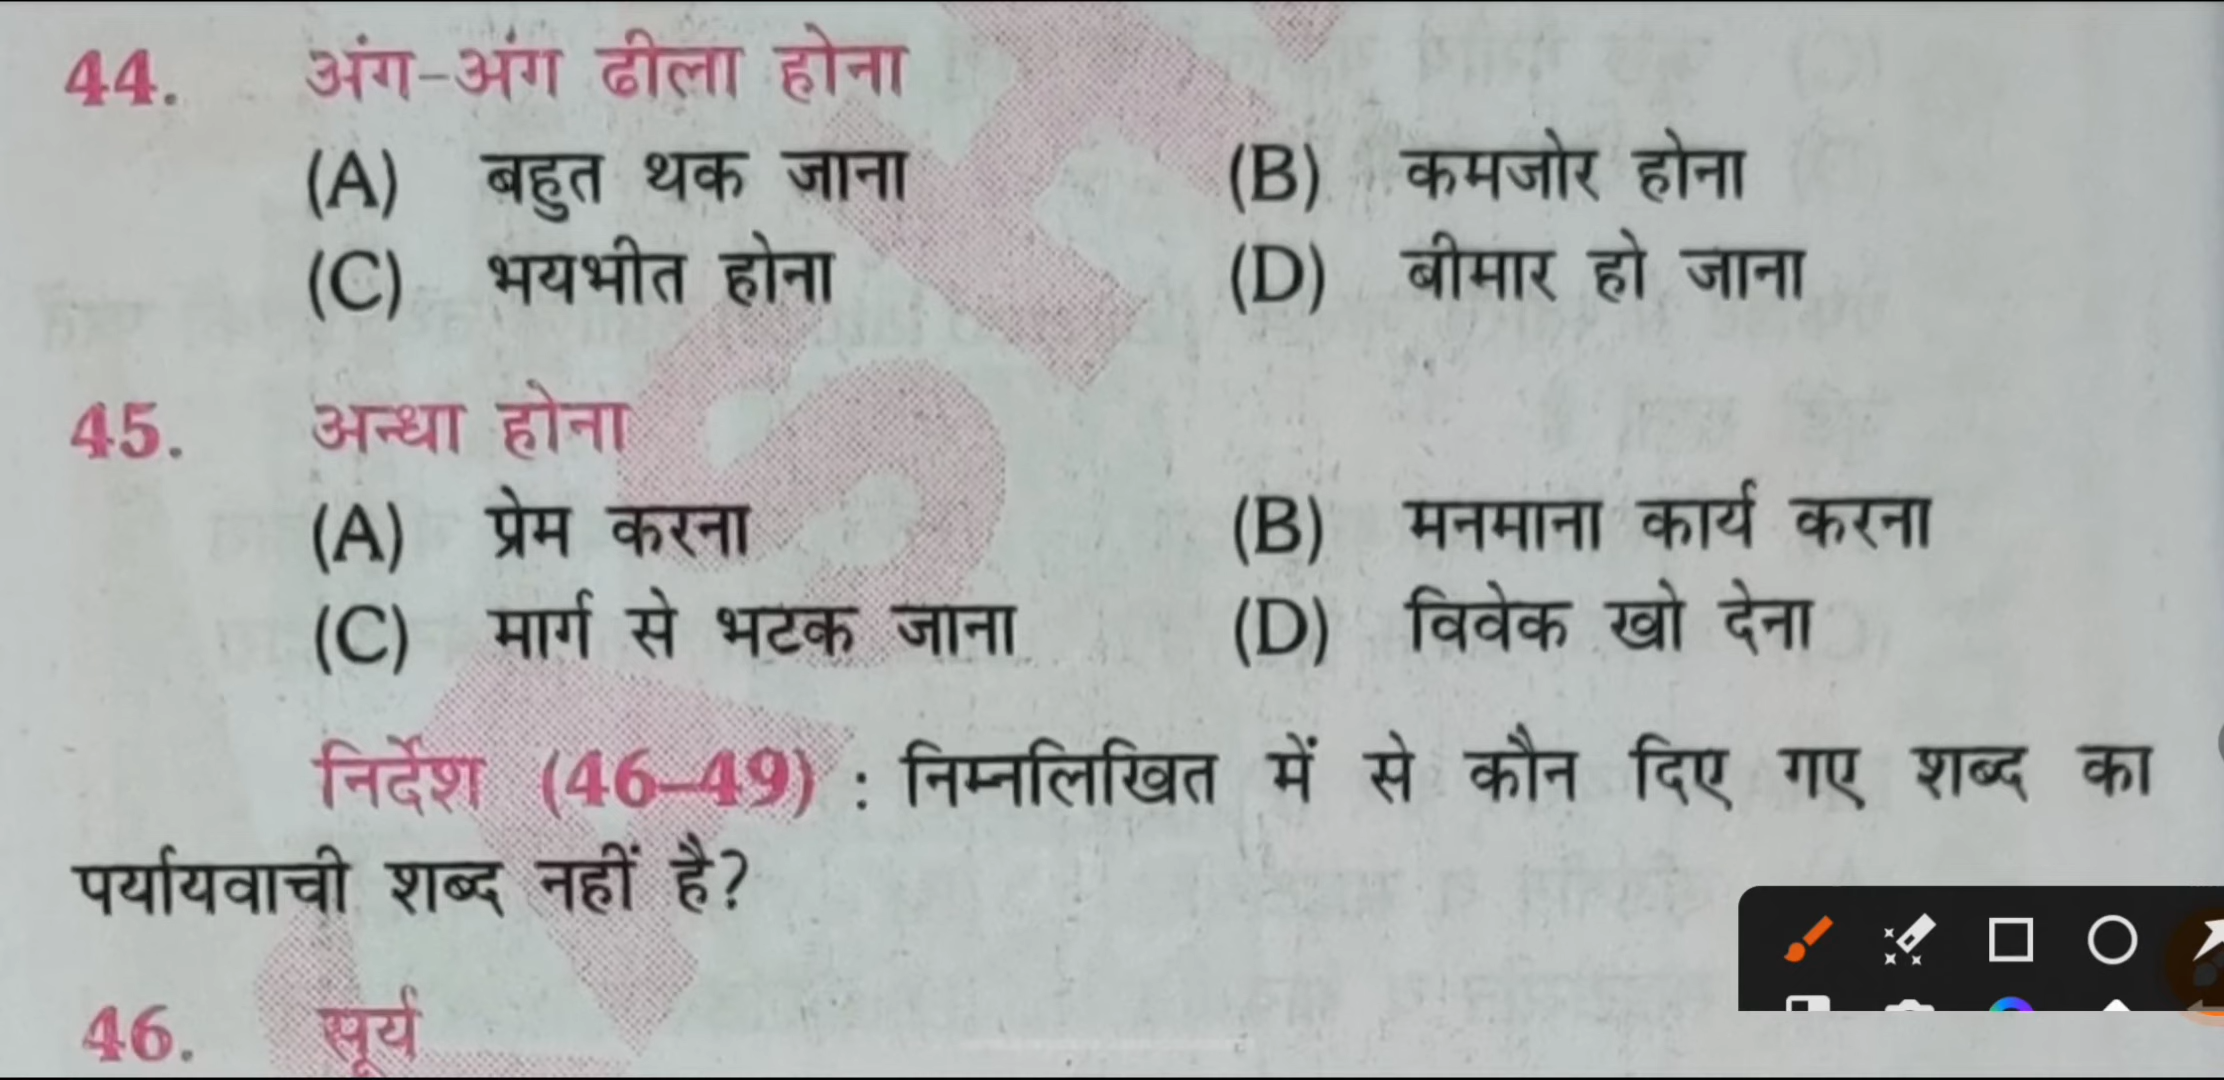 44. अंग-अंग ढीला होना
(A) बहुत थक जाना (B) कमजोर होना
(C) भयभीत होना (D) बीमार हो जाना
45. अन्धा होना
(A) प्रेम करना (B) मनमाना कार्य करना
(C) मार्ग से भटक जाना (D) विवेक खो देना
निर्देश (46–49) : निम्नलिखित में से कौन दिए गए शब्द का
पर्यायवाची शब्द नहीं है?
46. सूर्य